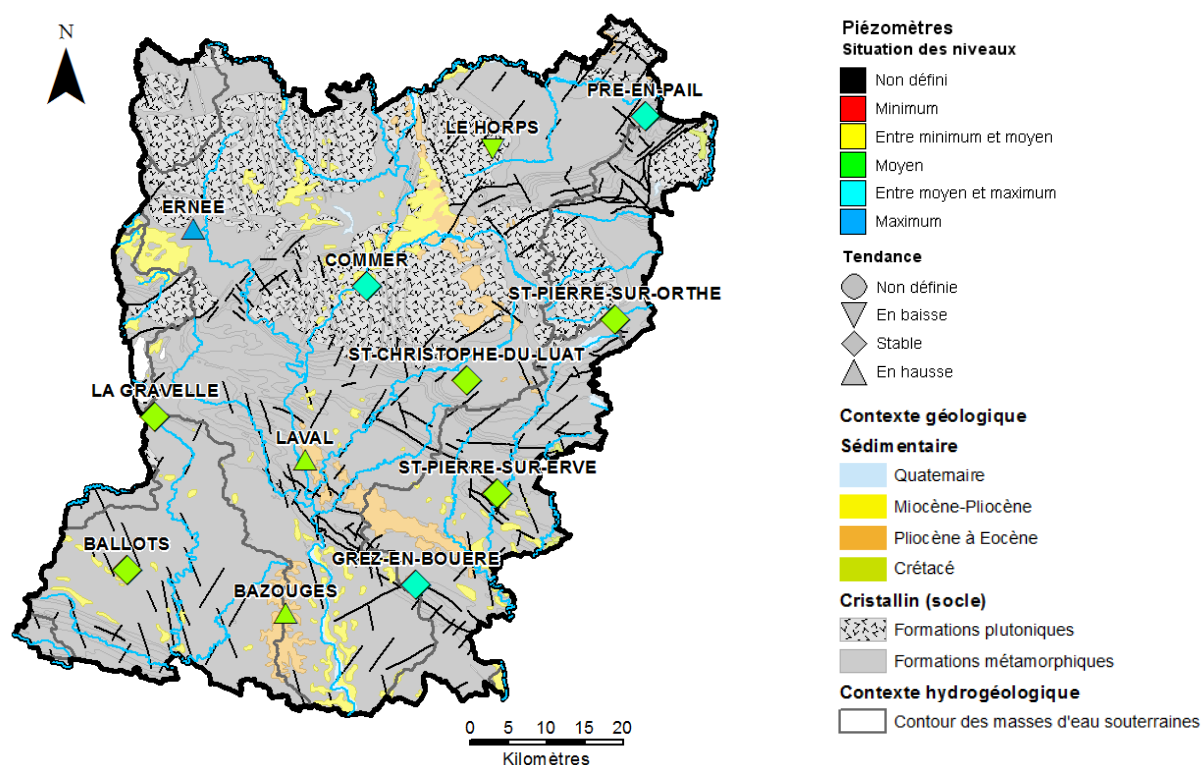 N
PRE-EN-PAIL
LE HORPS
ERNEE
COMMER
ST-PIERRE-SUR-ORTHE
ST-CHRISTOPHE-DU-LUAT
LA GRAVELLE
LAVAL
ST-PIERRE-SUR-ERVE
BALLOTS
GREZ-EN-BOUERE
BAZOUGES
0 5 10 15 20
Kilomètres
Piézomètres
Situation des niveaux
Non défini
Minimum
Entre minimum et moyen
Moyen
Entre moyen et maximum
Maximum
Tendance
Non définie
En baisse
Stable
En hausse
Contexte géologique
Sédimentaire
Quaternaire
Miocène-Pliocène
Pliocène à Eocène
Crétacé
Cristallin (socle)
Formations plutoniques
Formations métamorphiques
Contexte hydrogéologique
Contour des masses d'eau souterraines